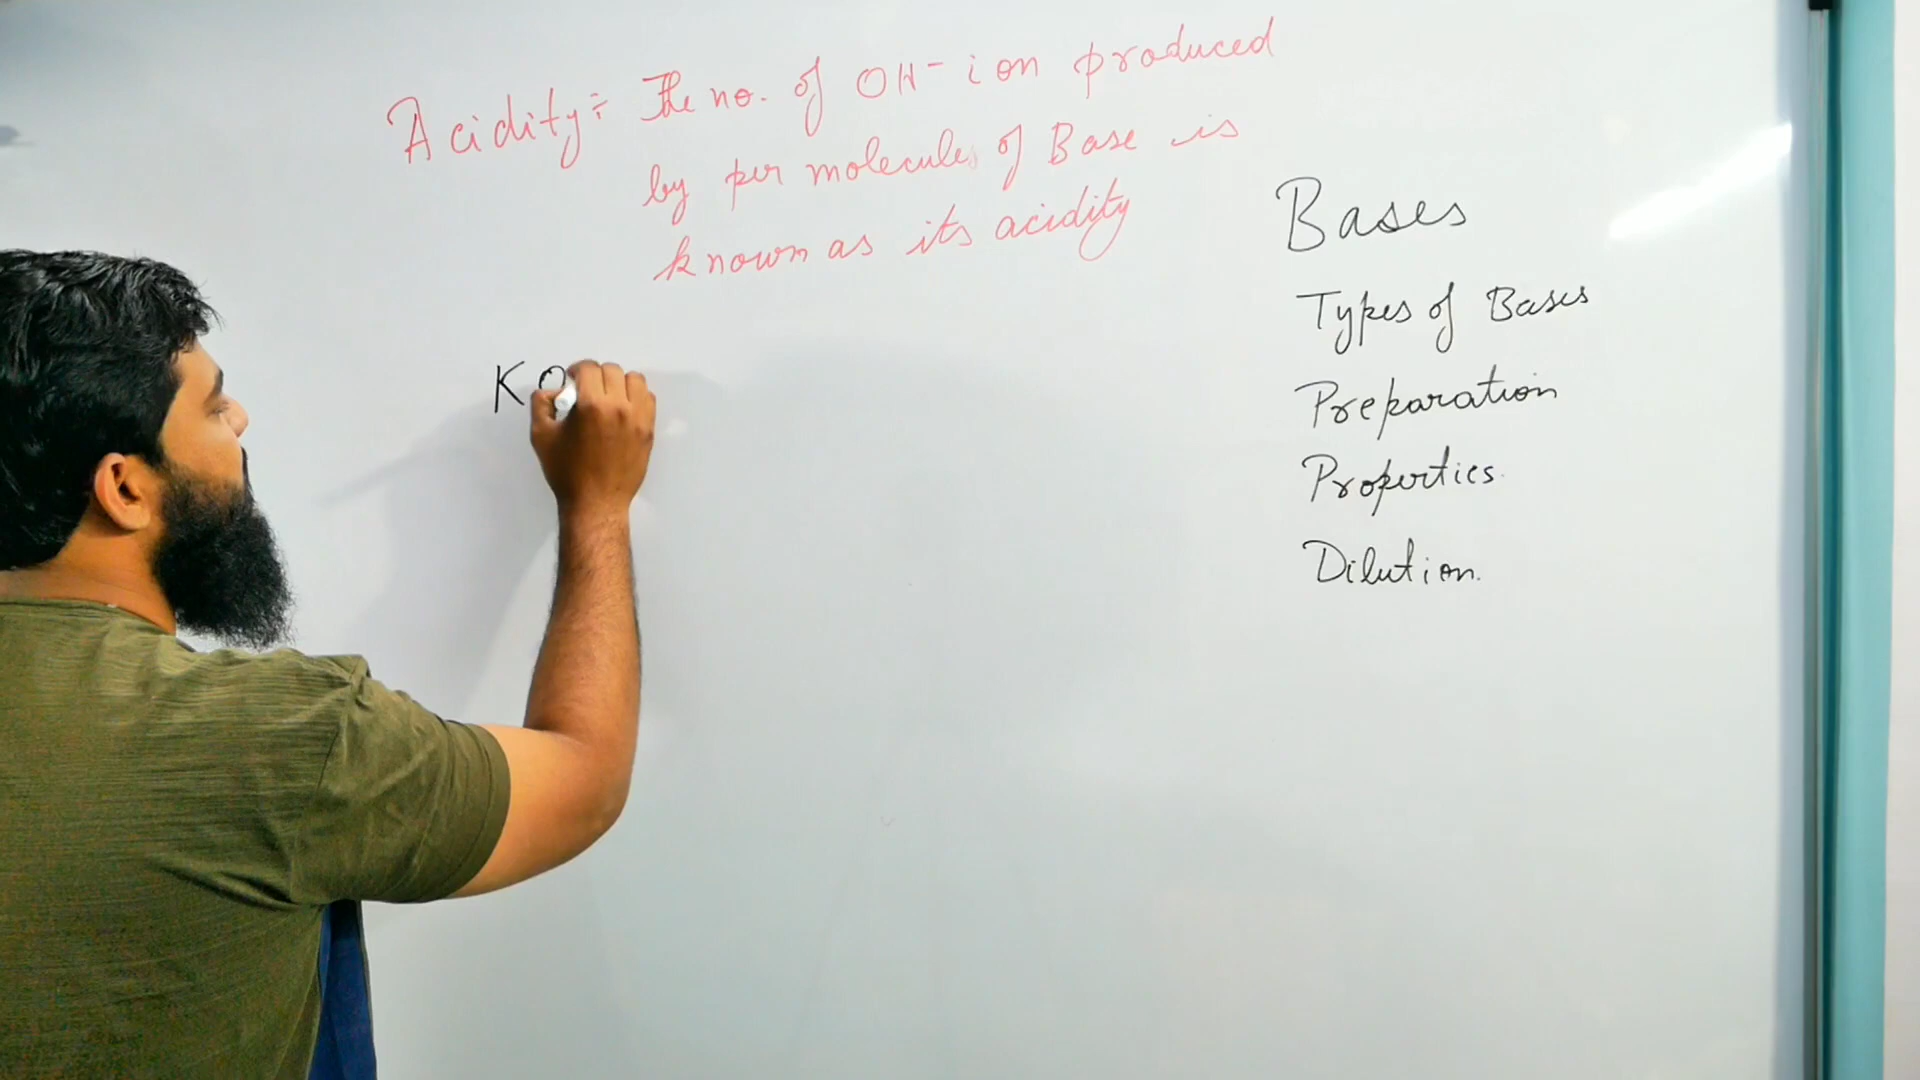 Acidity:- The no. of OH- ion produced
by per molecule of Base is
known as its acidity
KO
Bases
Types of Bases
Preparation
Properties.
Dilution.